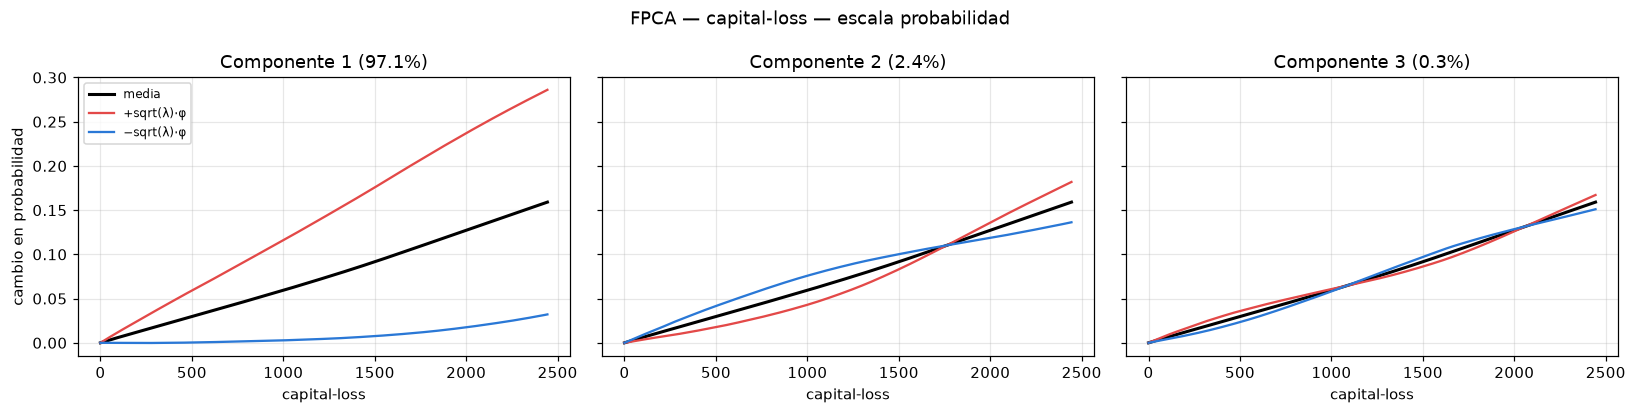 FPCA — capital-loss — escala probabilidad
Componente 1 (97.1%)
cambio en probabilidad
0.30
0.25
0.20
0.15
0.10
0.05
0.00
media
+sqrt(λ)·φ
−sqrt(λ)·φ
0 500 1000 1500 2000 2500
capital-loss
Componente 2 (2.4%)
0 500 1000 1500 2000 2500
capital-loss
Componente 3 (0.3%)
0 500 1000 1500 2000 2500
capital-loss